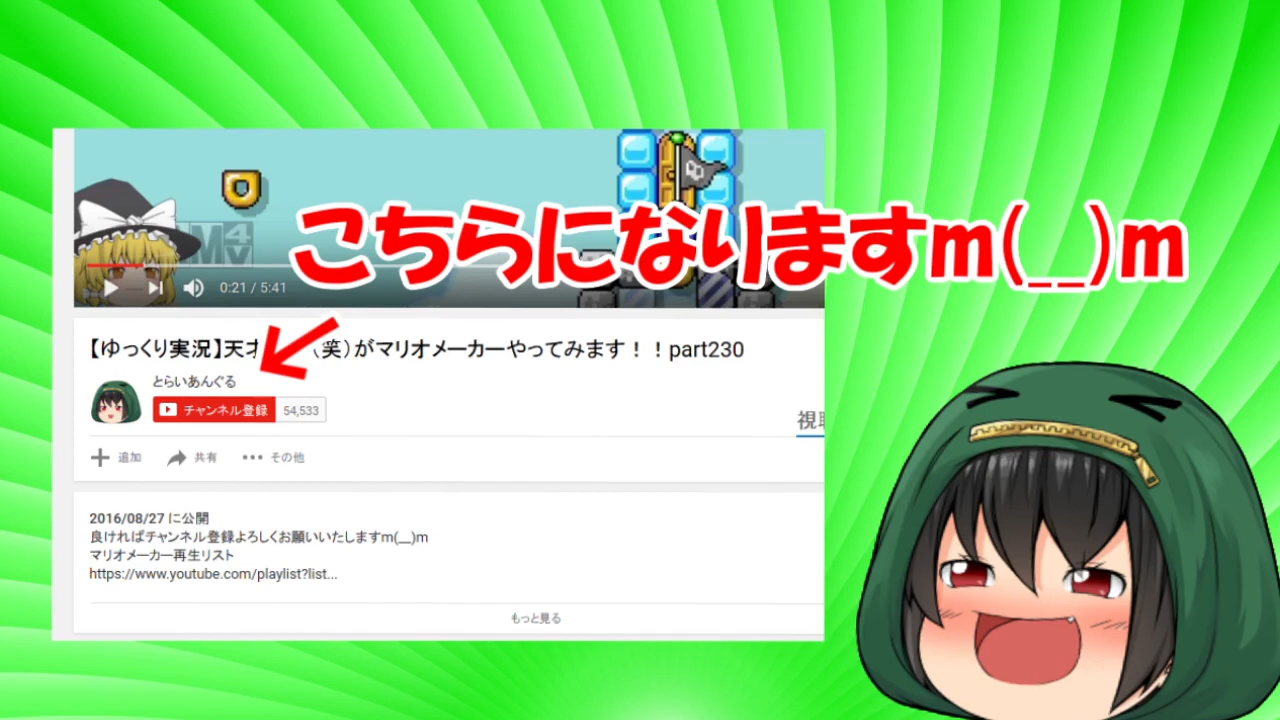 こちらになりますm(__)m
0:21 / 5:41
【ゆっくり実況】天才（笑）がマリオメーカーやってみます！！part230
とらいあんぐる
チャンネル登録 54,533
視聴
追加 共有 その他
2016/08/27 に公開
良ければチャンネル登録よろしくお願いいたしますm(__)m
マリオメーカー再生リスト
https://www.youtube.com/playlist?list...
もっと見る